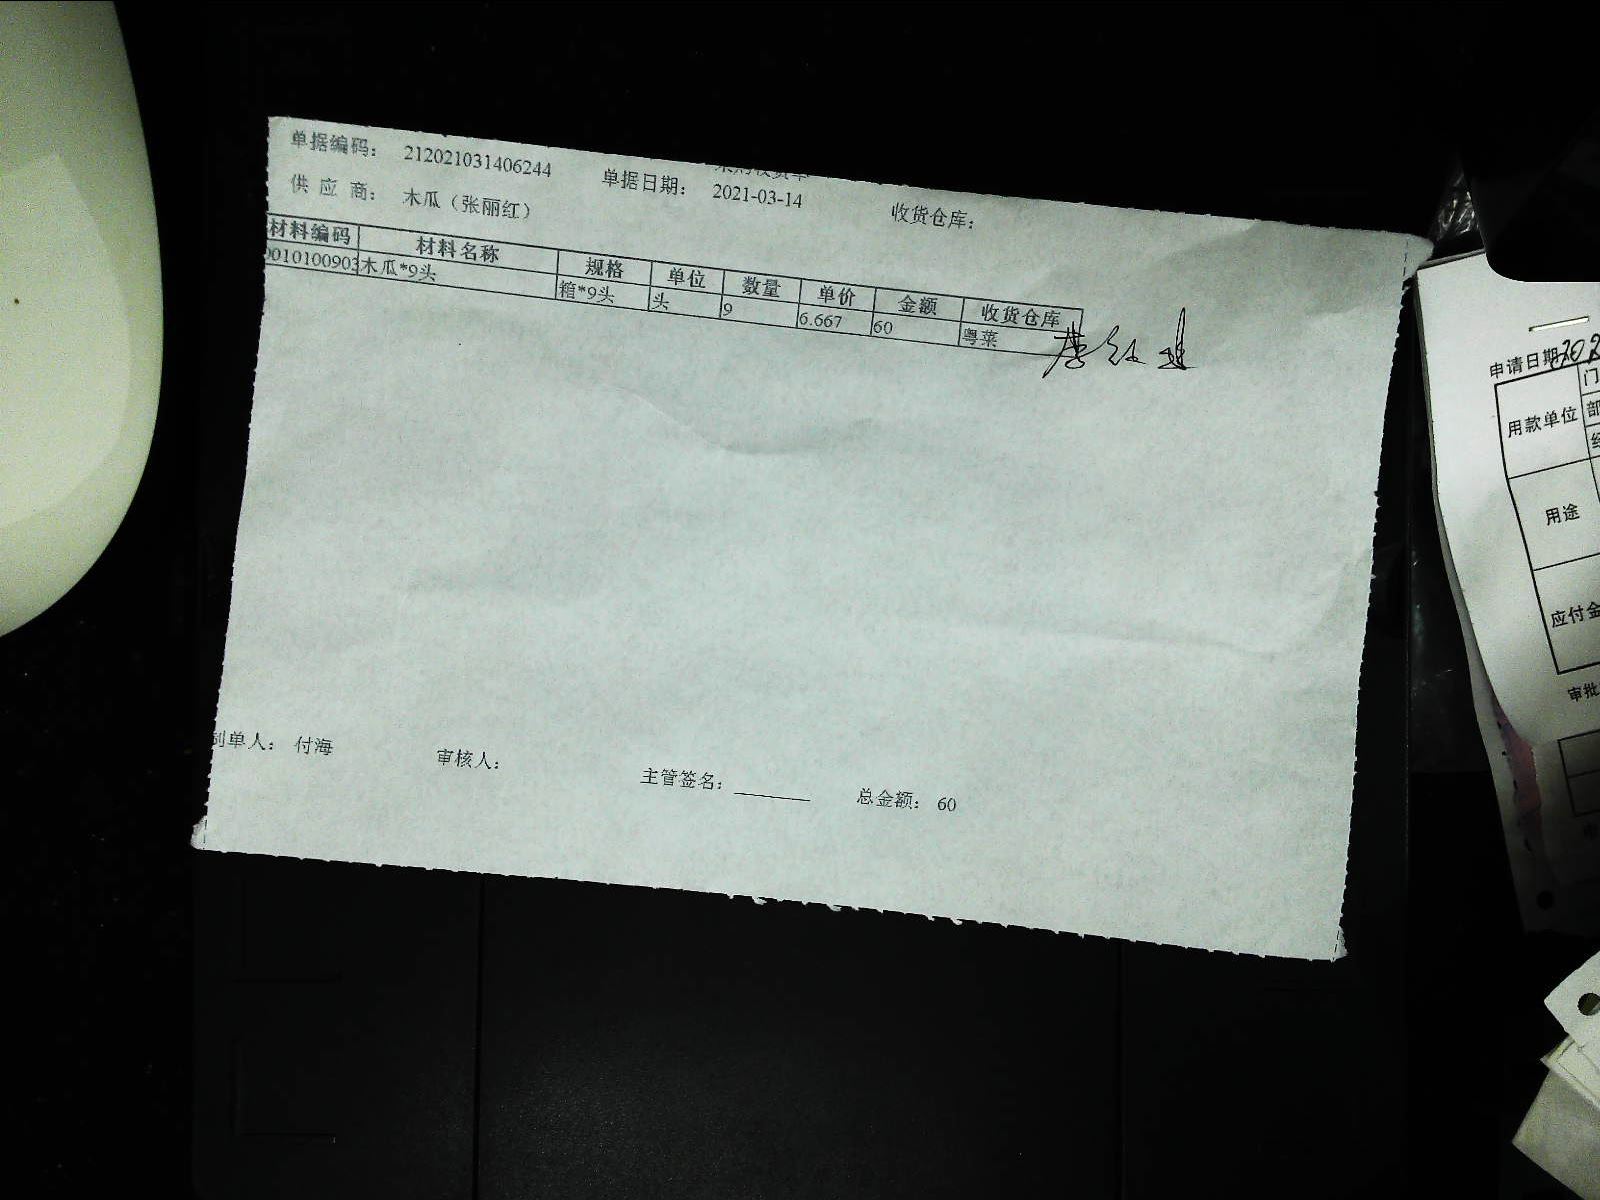 单据编码： 212021031406244 单据日期： 2021-03-14 收货仓库：
供 应 商： 木瓜（张丽红）
材料编码 材料名称 规格 单位 数量 单价 金额 收货仓库
0010100903 木瓜*9头 箱*9头 头 9 6.667 60 粤菜
制单人： 付海 审核人： 主管签名： 总金额： 60
申请日期
用款单位
用途
应付金
审批